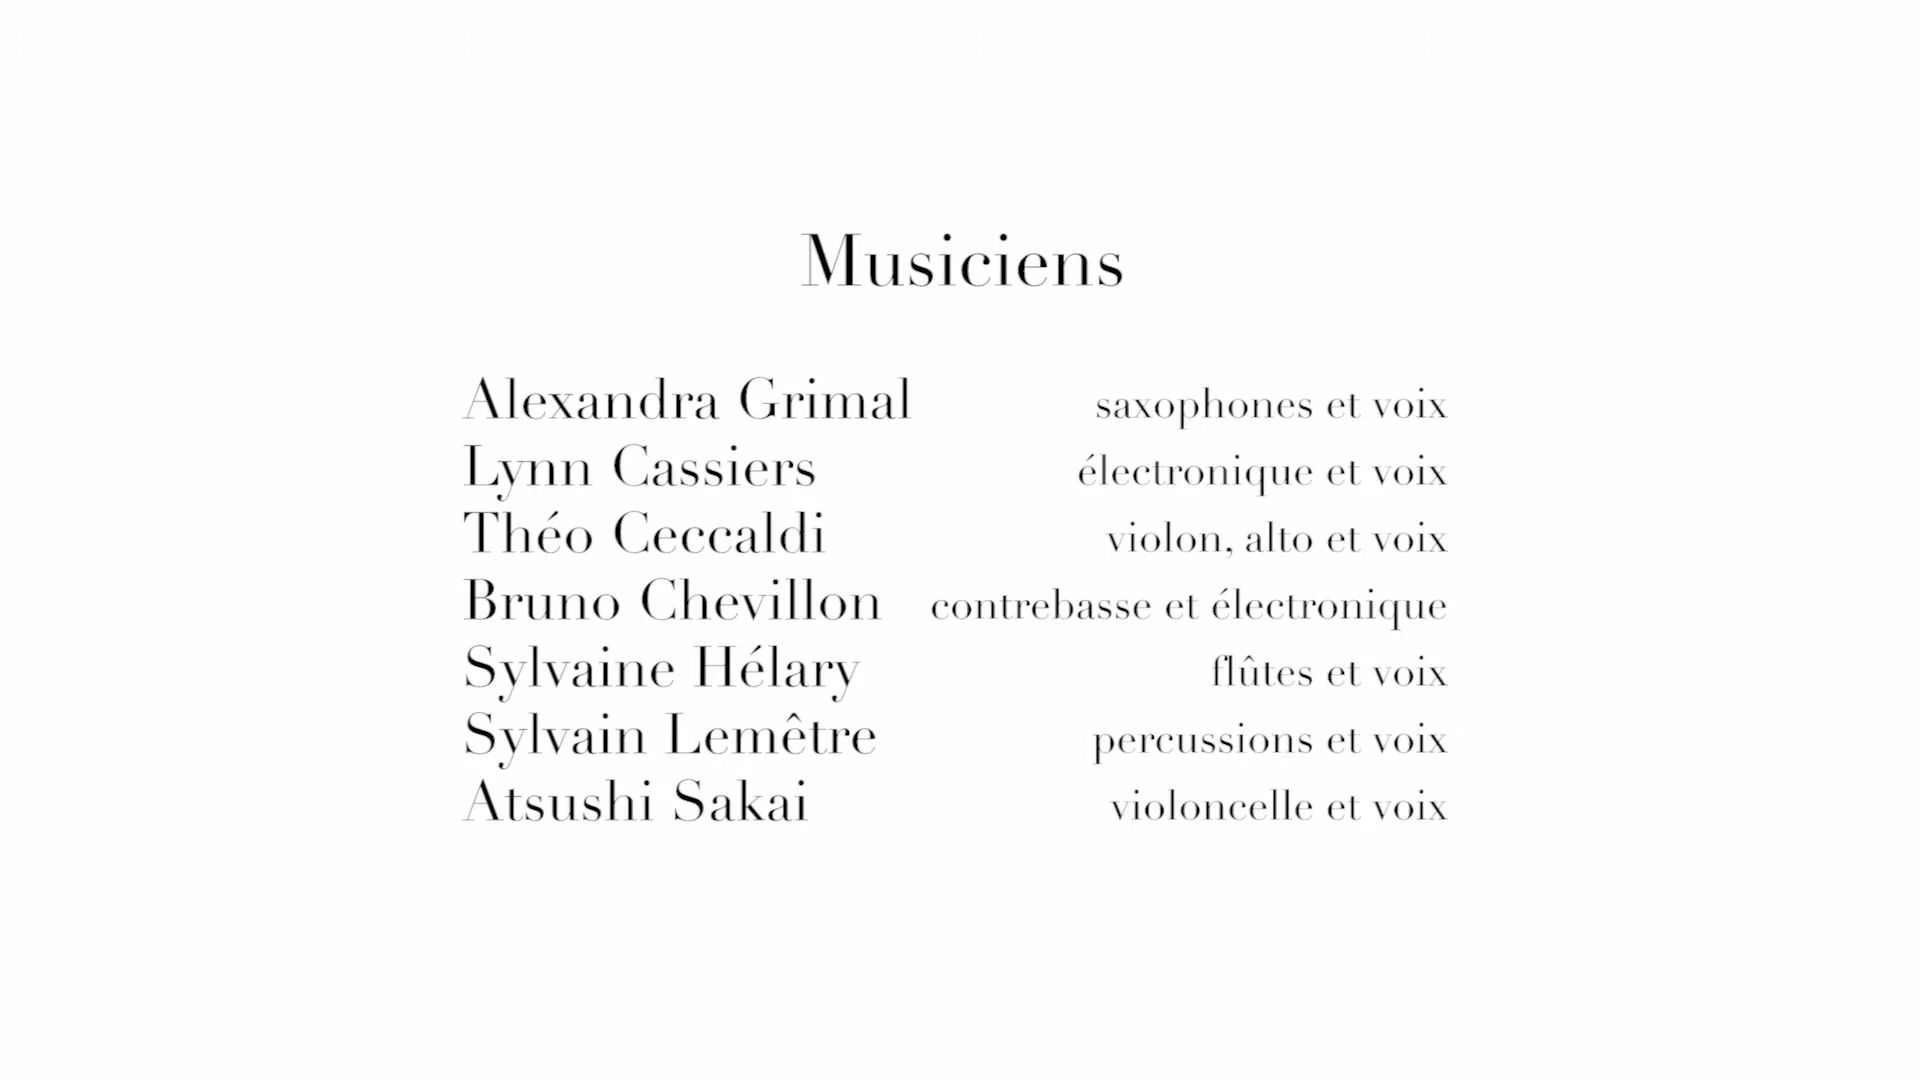 Musiciens
Alexandra Grimal saxophones et voix
Lynn Cassiers électronique et voix
Théo Ceccaldi violon, alto et voix
Bruno Chevillon contrebasse et électronique
Sylvaine Hélary flûtes et voix
Sylvain Lemêtre percussions et voix
Atsushi Sakai violoncelle et voix